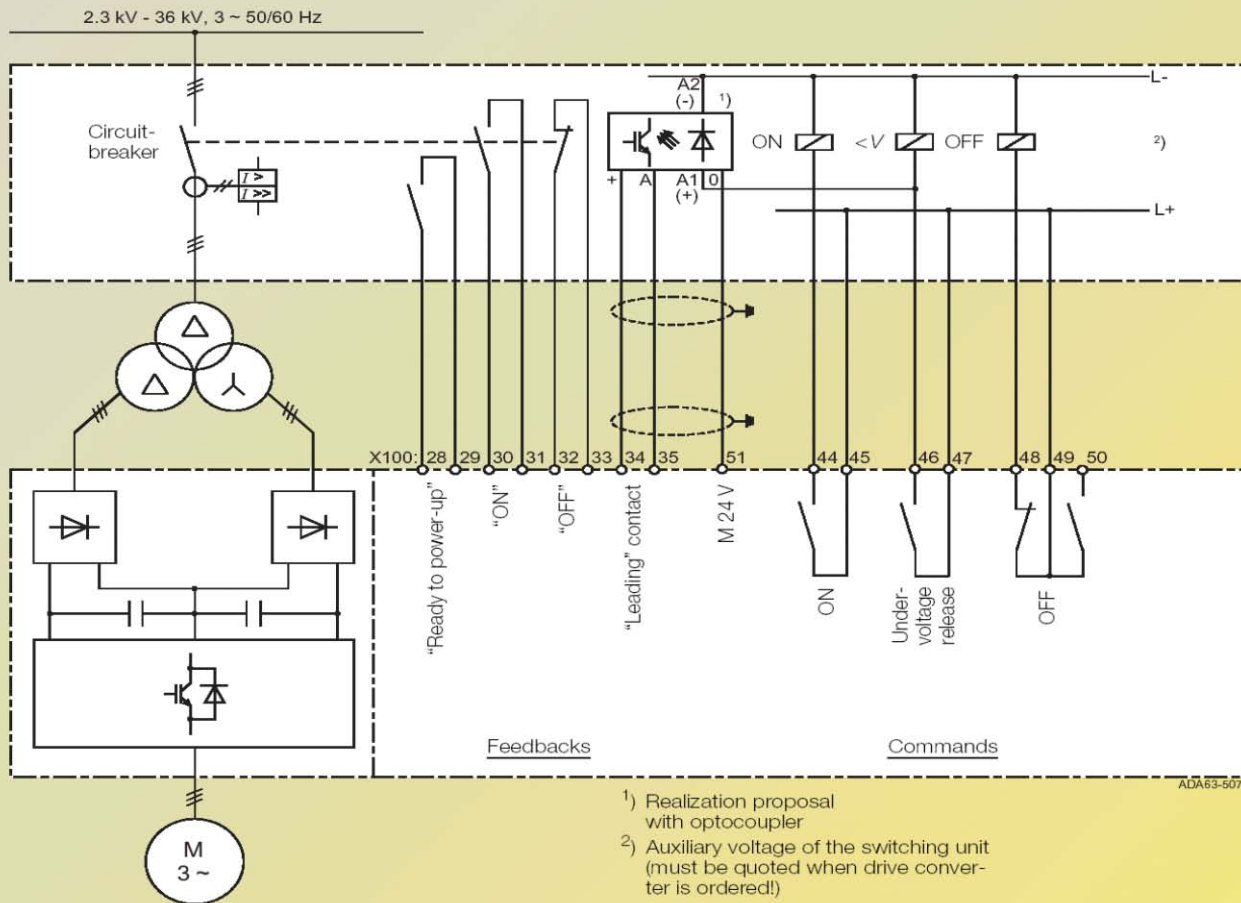 2.3 kV - 36 kV, 3 ~ 50/60 Hz
L-
A2
(-)
1)
Circuit-
breaker
ON
<V
OFF
2)
I >
I >>
+
A
A1
(+)
0
L+
X100:
28
29
30
31
32
33
34
35
51
44
45
46
47
48
49
50
"Ready to power-up"
"ON"
"OFF"
"Leading" contact
M 24 V
ON
Under-
voltage
release
OFF
Feedbacks
Commands
ADA63-507
M
3 ~
1) Realization proposal
with optocoupler
2) Auxiliary voltage of the switching unit
(must be quoted when drive conver-
ter is ordered!)